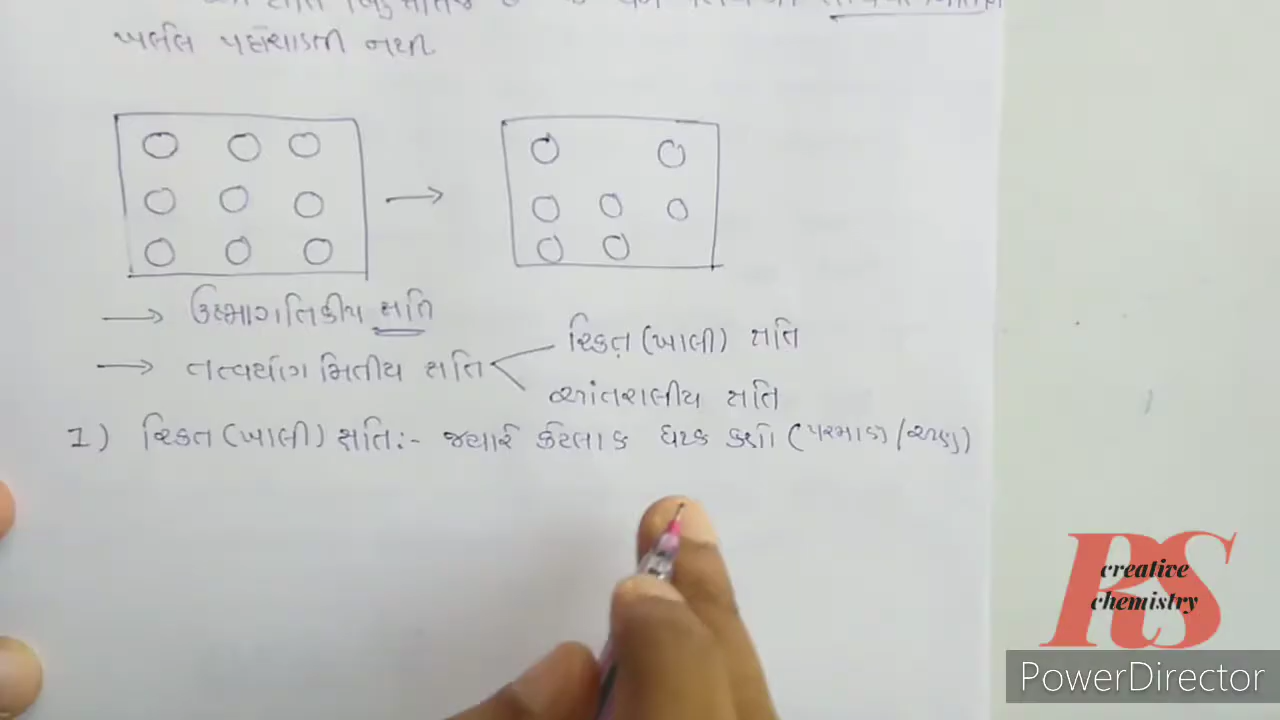 ખલેલ પહોંચાડતી નથી
→ ઉષ્માગતિકીય ક્ષતિ
→ તત્વયોગમિતીય ક્ષતિ
રિક્ત (ખાલી) ક્ષતિ
આંતરાલીય ક્ષતિ
1) રિક્ત (ખાલી) ક્ષતિ :- જ્યારે કેટલાક ઘટક કણો (પરમાણુ/અણુ)
RS
creative
chemistry
PowerDirector